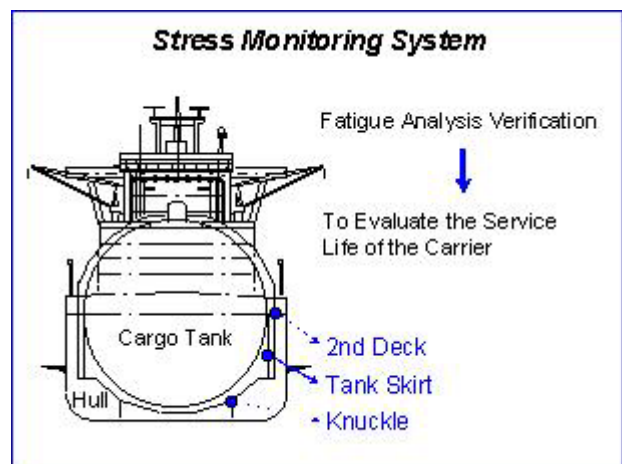 Stress Monitoring System
Fatigue Analysis Verification
To Evaluate the Service
Life of the Carrier
Cargo Tank
2nd Deck
Tank Skirt
Hull
Knuckle